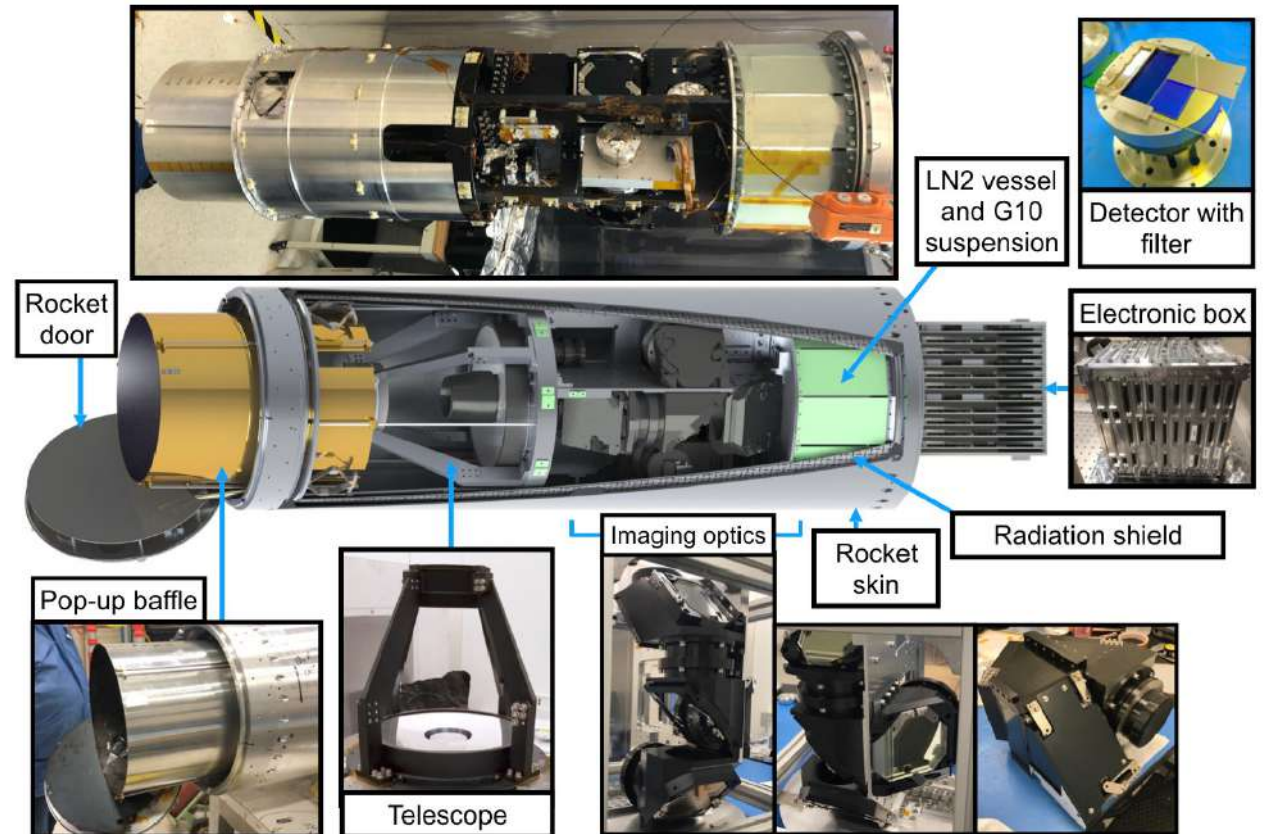 LN2 vessel
and G10
suspension
Detector with
filter
Rocket
door
Electronic box
Imaging optics
Rocket
skin
Radiation shield
Pop-up baffle
Telescope